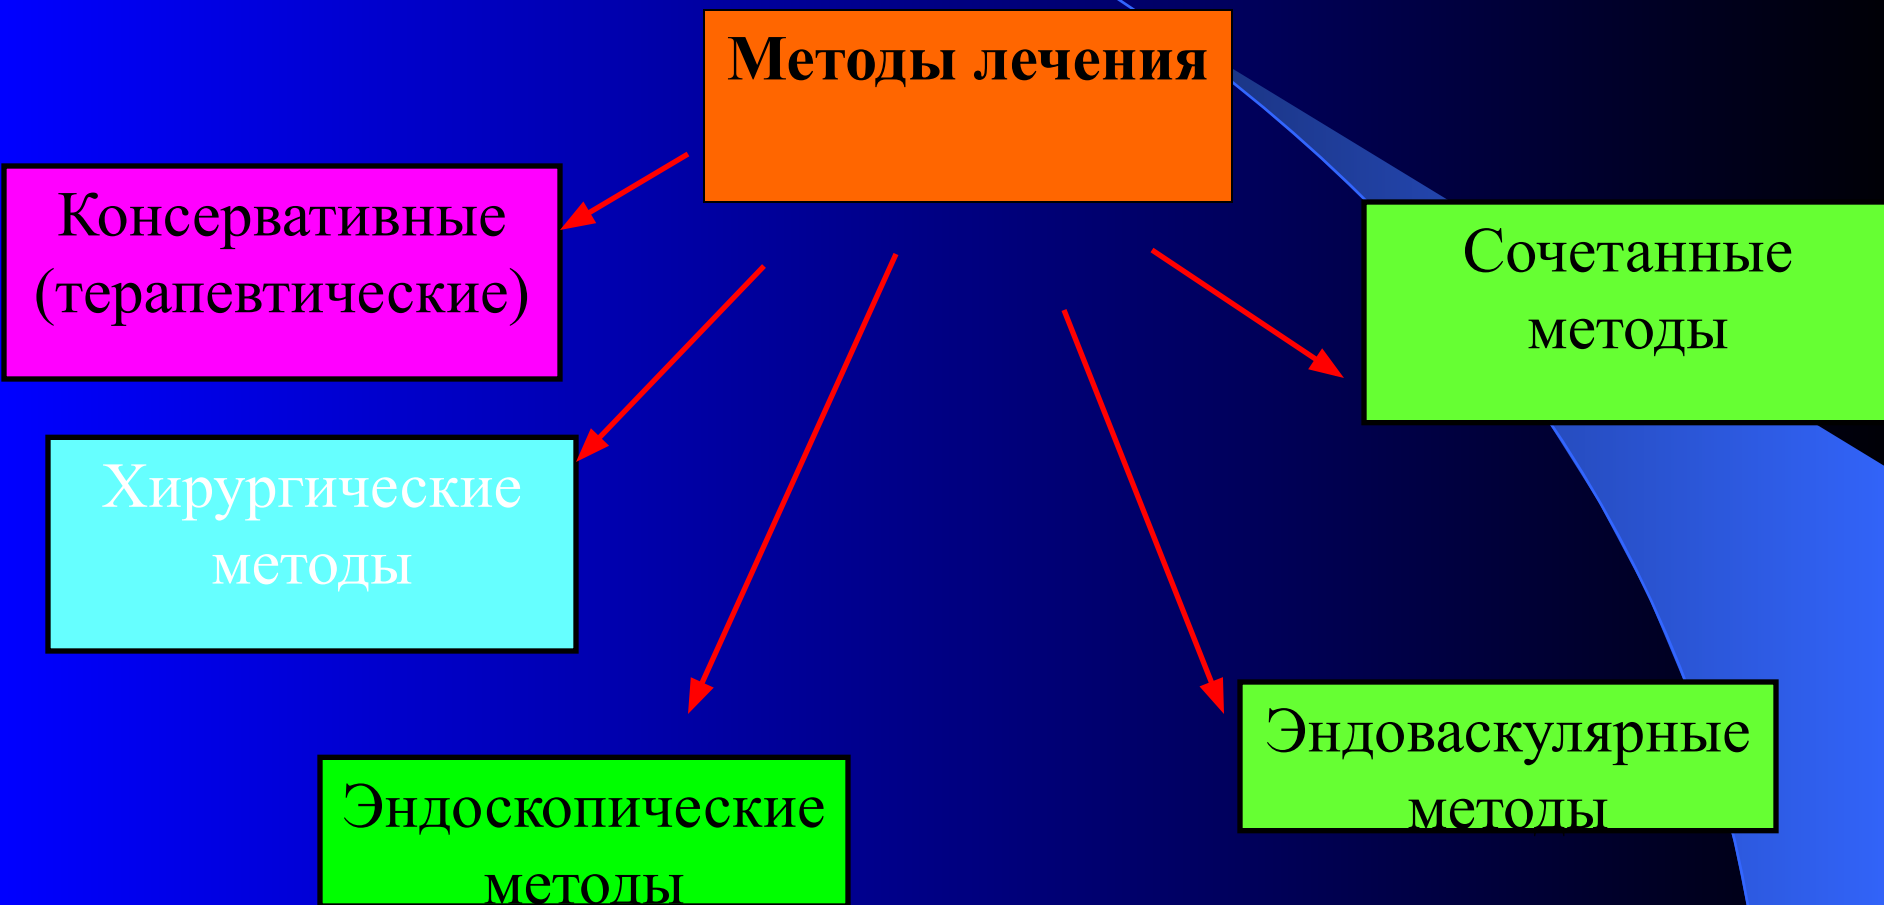 Методы лечения
Консервативные
(терапевтические)
Сочетанные
методы
Хирургические
методы
Эндоваскулярные
методы
Эндоскопические
методы